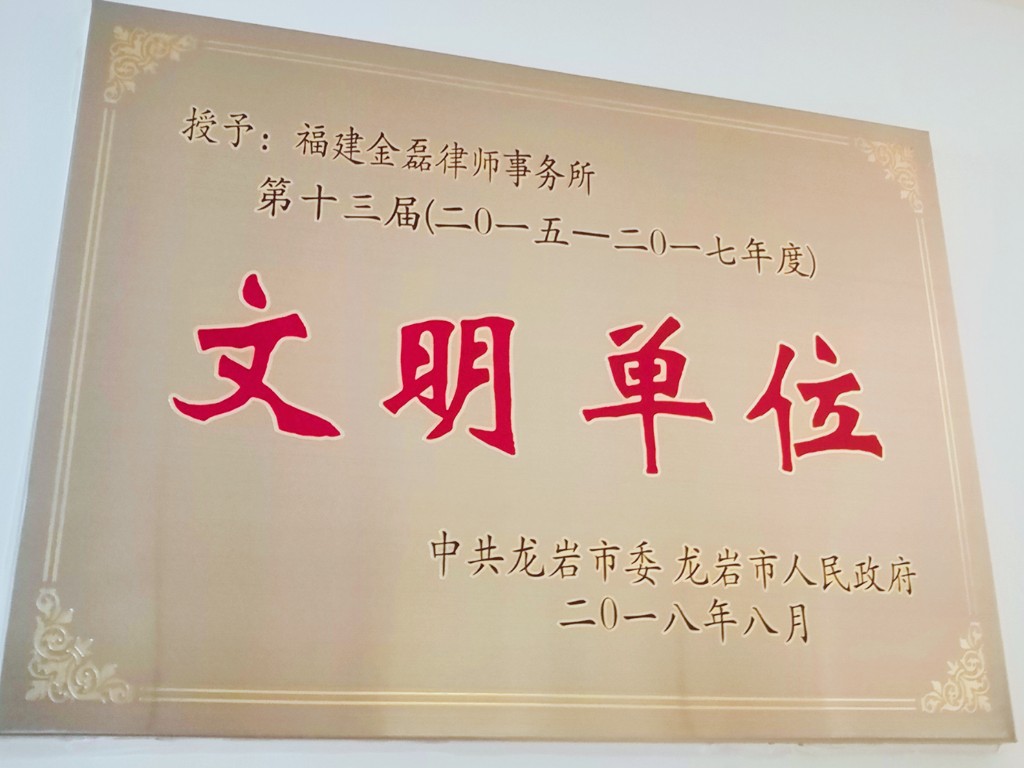 授予：福建金磊律师事务所
第十三届(二0一五—二0一七年度)
文明单位
中共龙岩市委 龙岩市人民政府
二0一八年八月